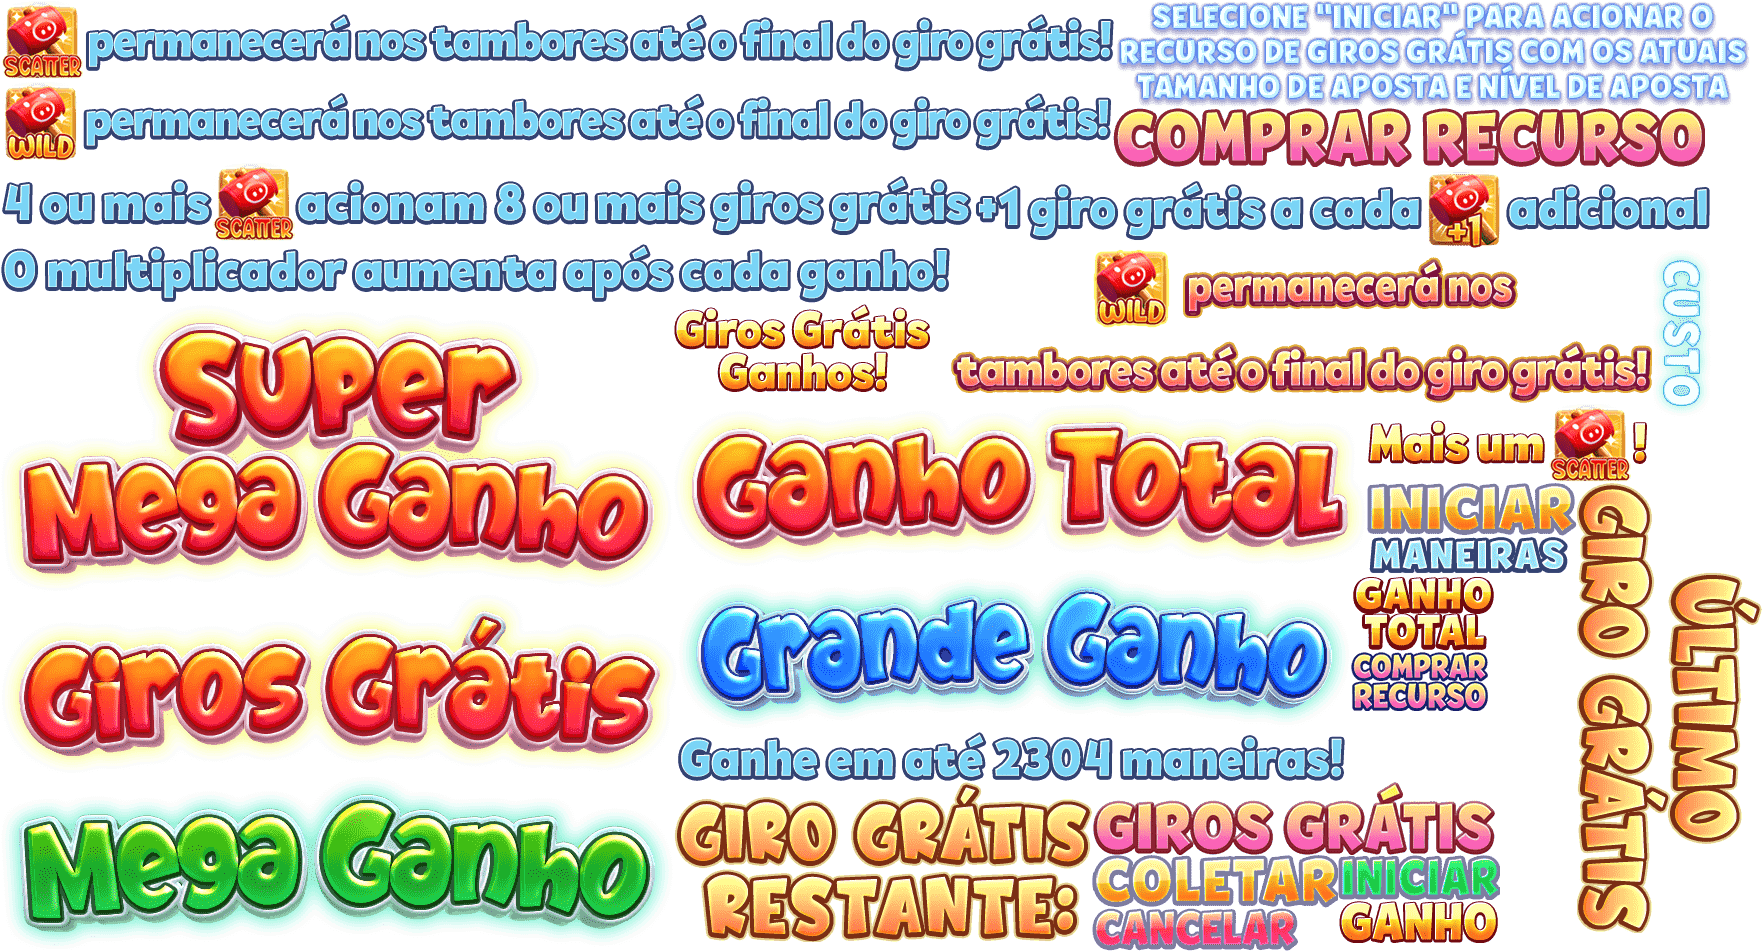 SCATTER permanecerá nos tambores até o final do giro grátis!
SELECIONE "INICIAR" PARA ACIONAR O
RECURSO DE GIROS GRÁTIS COM OS ATUAIS
TAMANHO DE APOSTA E NÍVEL DE APOSTA
WILD permanecerá nos tambores até o final do giro grátis!
COMPRAR RECURSO
4 ou mais SCATTER acionam 8 ou mais giros grátis
+1 giro grátis a cada +1 adicional
O multiplicador aumenta após cada ganho!
WILD permanecerá nos
tambores até o final do giro grátis!
CUSTO
Giros Grátis
Ganhos!
Super
Mega Ganho
Ganho Total
Mais um SCATTER !
INICIAR
MANEIRAS
GANHO
TOTAL
COMPRAR
RECURSO
ÚLTIMO
GIRO GRÁTIS
Giros Grátis
Grande Ganho
Ganhe em até 2304 maneiras!
Mega Ganho
GIRO GRÁTIS
RESTANTE:
GIROS GRÁTIS
COLETAR
INICIAR
CANCELAR
GANHO